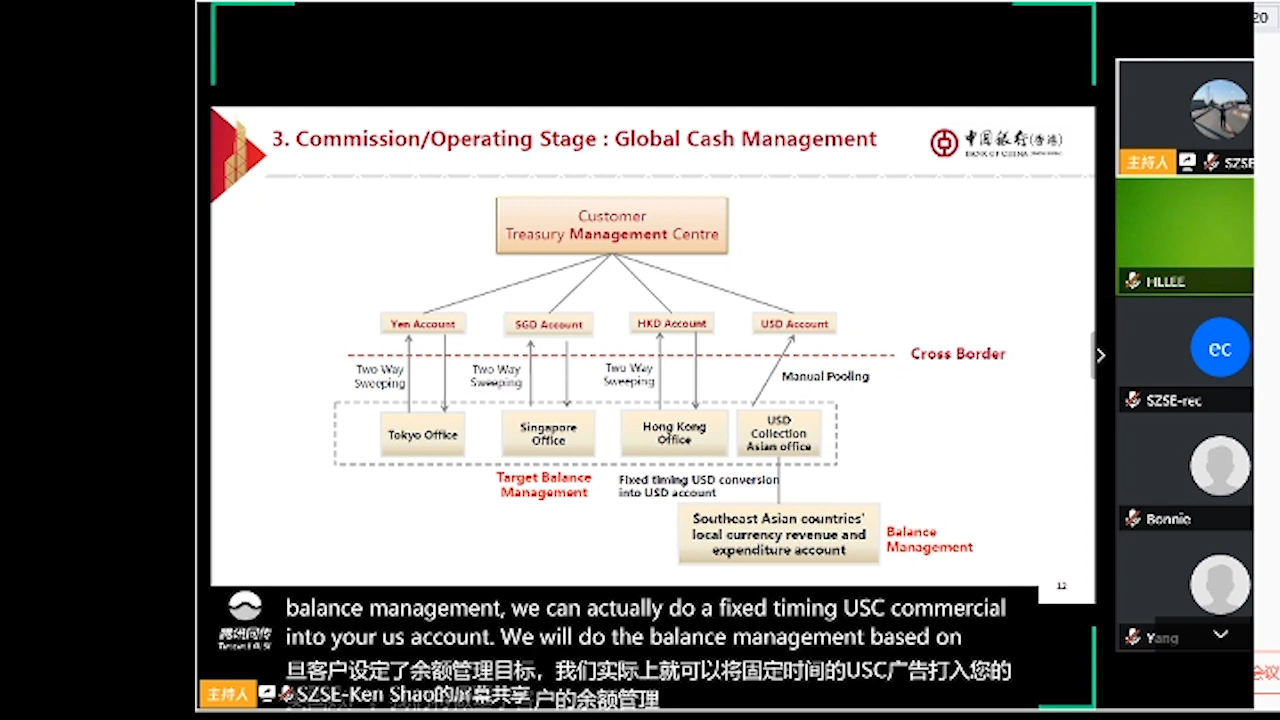 20
3. Commission/Operating Stage : Global Cash Management
中国银行(香港)
BANK OF CHINA
Customer
Treasury Management Centre
主持人 SZSE
HLLEE
Yen Account
SGD Account
HKD Account
USD Account
Cross Border
Two Way
Sweeping
Two Way
Sweeping
Two Way
Sweeping
Manual Pooling
ec
SZSE-rec
Tokyo Office
Singapore
Office
Hong Kong
Office
USD
Collection
Asian office
Target Balance
Management
Fixed timing USD conversion
into USD account
Southeast Asian countries'
local currency revenue and
expenditure account
Balance
Management
Bonnie
12
Yang
腾讯同传
balance management, we can actually do a fixed timing USC commercial
into your us account. We will do the balance management based on
旦客户设定了余额管理目标，我们实际上就可以将固定时间的USC广告打入您的
户的余额管理
主持人 SZSE-Ken Shao的屏幕共享
会议